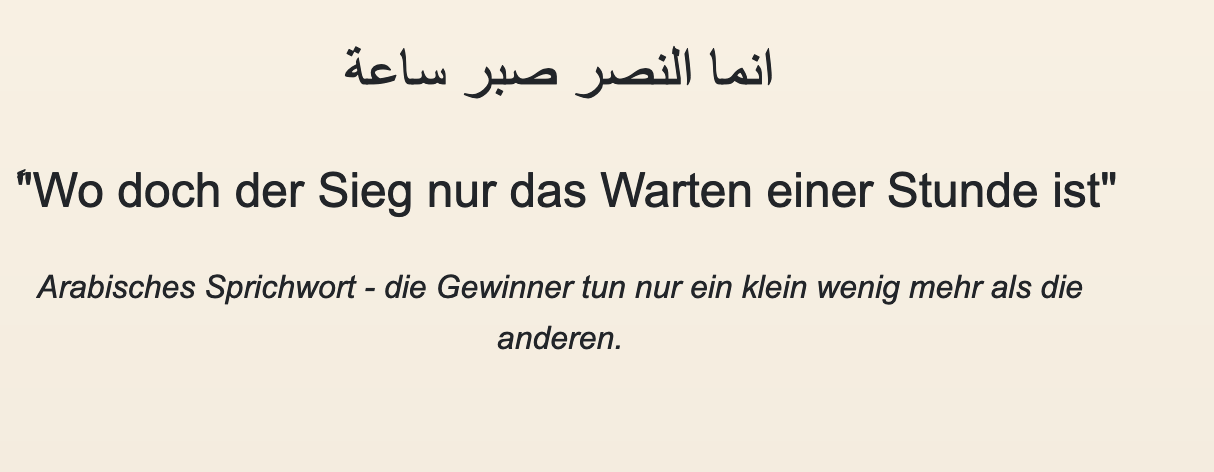 انما النصر صبر ساعة
"Wo doch der Sieg nur das Warten einer Stunde ist"
Arabisches Sprichwort - die Gewinner tun nur ein klein wenig mehr als die
anderen.